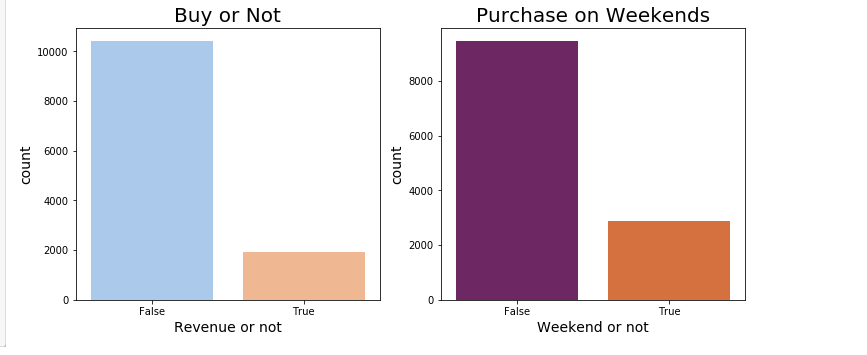 Buy or Not
10000
8000
6000
4000
2000
0
count
False True
Revenue or not
Purchase on Weekends
8000
6000
4000
2000
0
count
False True
Weekend or not